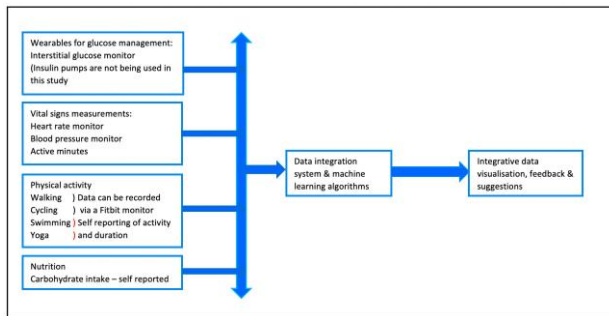 Wearables for glucose management:
Interstitial glucose monitor
(Insulin pumps are not being used in
this study
Vital signs measurements:
Heart rate monitor
Blood pressure monitor
Active minutes
Physical activity
Walking ) Data can be recorded
Cycling ) via a Fitbit monitor
Swimming ) Self reporting of activity
Yoga ) and duration
Nutrition
Carbohydrate intake – self reported
Data integration
system & machine
learning algorithms
Integrative data
visualisation, feedback &
suggestions